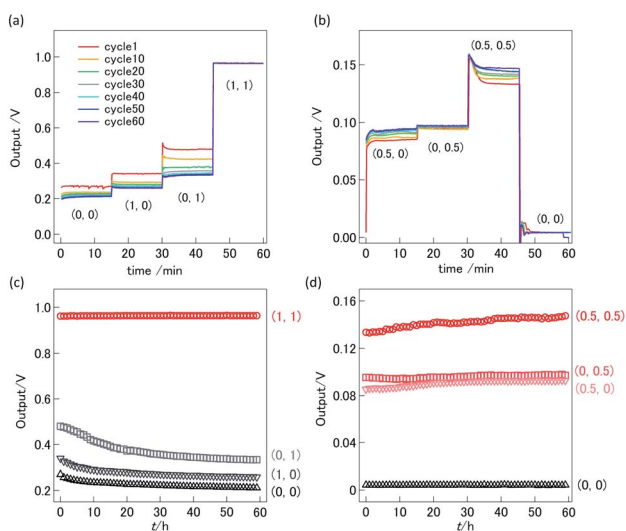 (a)
cycle1
cycle10
cycle20
cycle30
cycle40
cycle50
cycle60
1.0
0.8
0.6
0.4
0.2
0.0
Output /V
(0, 0)
(1, 0)
(0, 1)
(1, 1)
0 10 20 30 40 50 60
time /min
(b)
0.15
0.10
0.05
0.00
Output /V
(0.5, 0)
(0, 0.5)
(0.5, 0.5)
(0, 0)
0 10 20 30 40 50 60
time /min
(c)
1.0
0.8
0.6
0.4
0.2
Output/V
(1, 1)
(0, 1)
(1, 0)
(0, 0)
0 10 20 30 40 50 60
t/h
(d)
0.16
0.12
0.08
0.04
0
Output/V
(0.5, 0.5)
(0, 0.5)
(0.5, 0)
(0, 0)
0 10 20 30 40 50 60
t/h